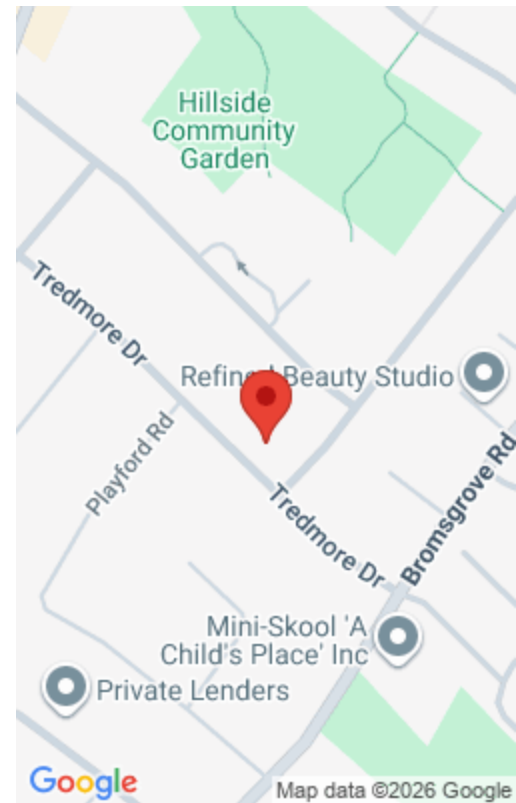 Hillside
Community
Garden
Tredmore Dr
Refined Beauty Studio
Playford Rd
Bromsgrove Rd
Tredmore Dr
Mini-Skool 'A
Child's Place' Inc
Private Lenders
Google
Map data ©2026 Google